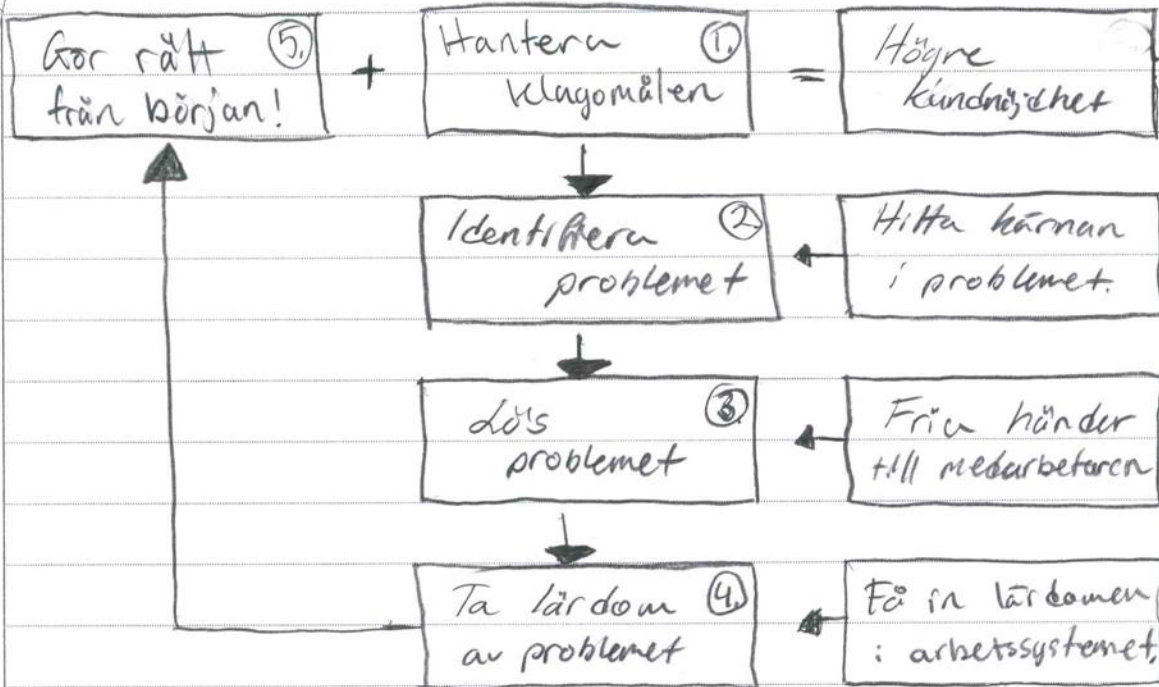 Gör rätt 5.
från början!
+
Hantera 1.
klagomålen
=
Högre
kundnöjdhet
Identifiera 2.
problemet
Hitta kärnan
i problemet.
Lös 3.
problemet
Fria händer
till medarbetaren
Ta lärdom 4.
av problemet
Få in lärdomen
i arbetssystemet.